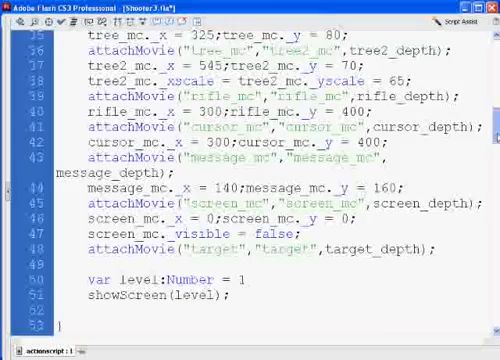 Adobe Flash CS3 Professional - [Shooter3.fla*]
Script Assist
35 tree_mc._x = 325;tree_mc._y = 80;
36 attachMovie("tree_mc","tree2_mc",tree2_depth);
37 tree2_mc._x = 545;tree2_mc._y = 70;
38 tree2_mc._xscale = tree2_mc._yscale = 65;
39 attachMovie("rifle_mc","rifle_mc",rifle_depth);
40 rifle_mc._x = 300;rifle_mc._y = 400;
41 attachMovie("cursor_mc","cursor_mc",cursor_depth);
42 cursor_mc._x = 300;cursor_mc._y = 400;
43 attachMovie("message_mc","message_mc",
message_depth);
44 message_mc._x = 140;message_mc._y = 160;
45 attachMovie("screen_mc","screen_mc",screen_depth);
46 screen_mc._x = 0;screen_mc._y = 0;
47 screen_mc._visible = false;
48 attachMovie("target","target",target_depth);
49
50 var level:Number = 1
51 showScreen(level);
52
53 }
actionscript : 1